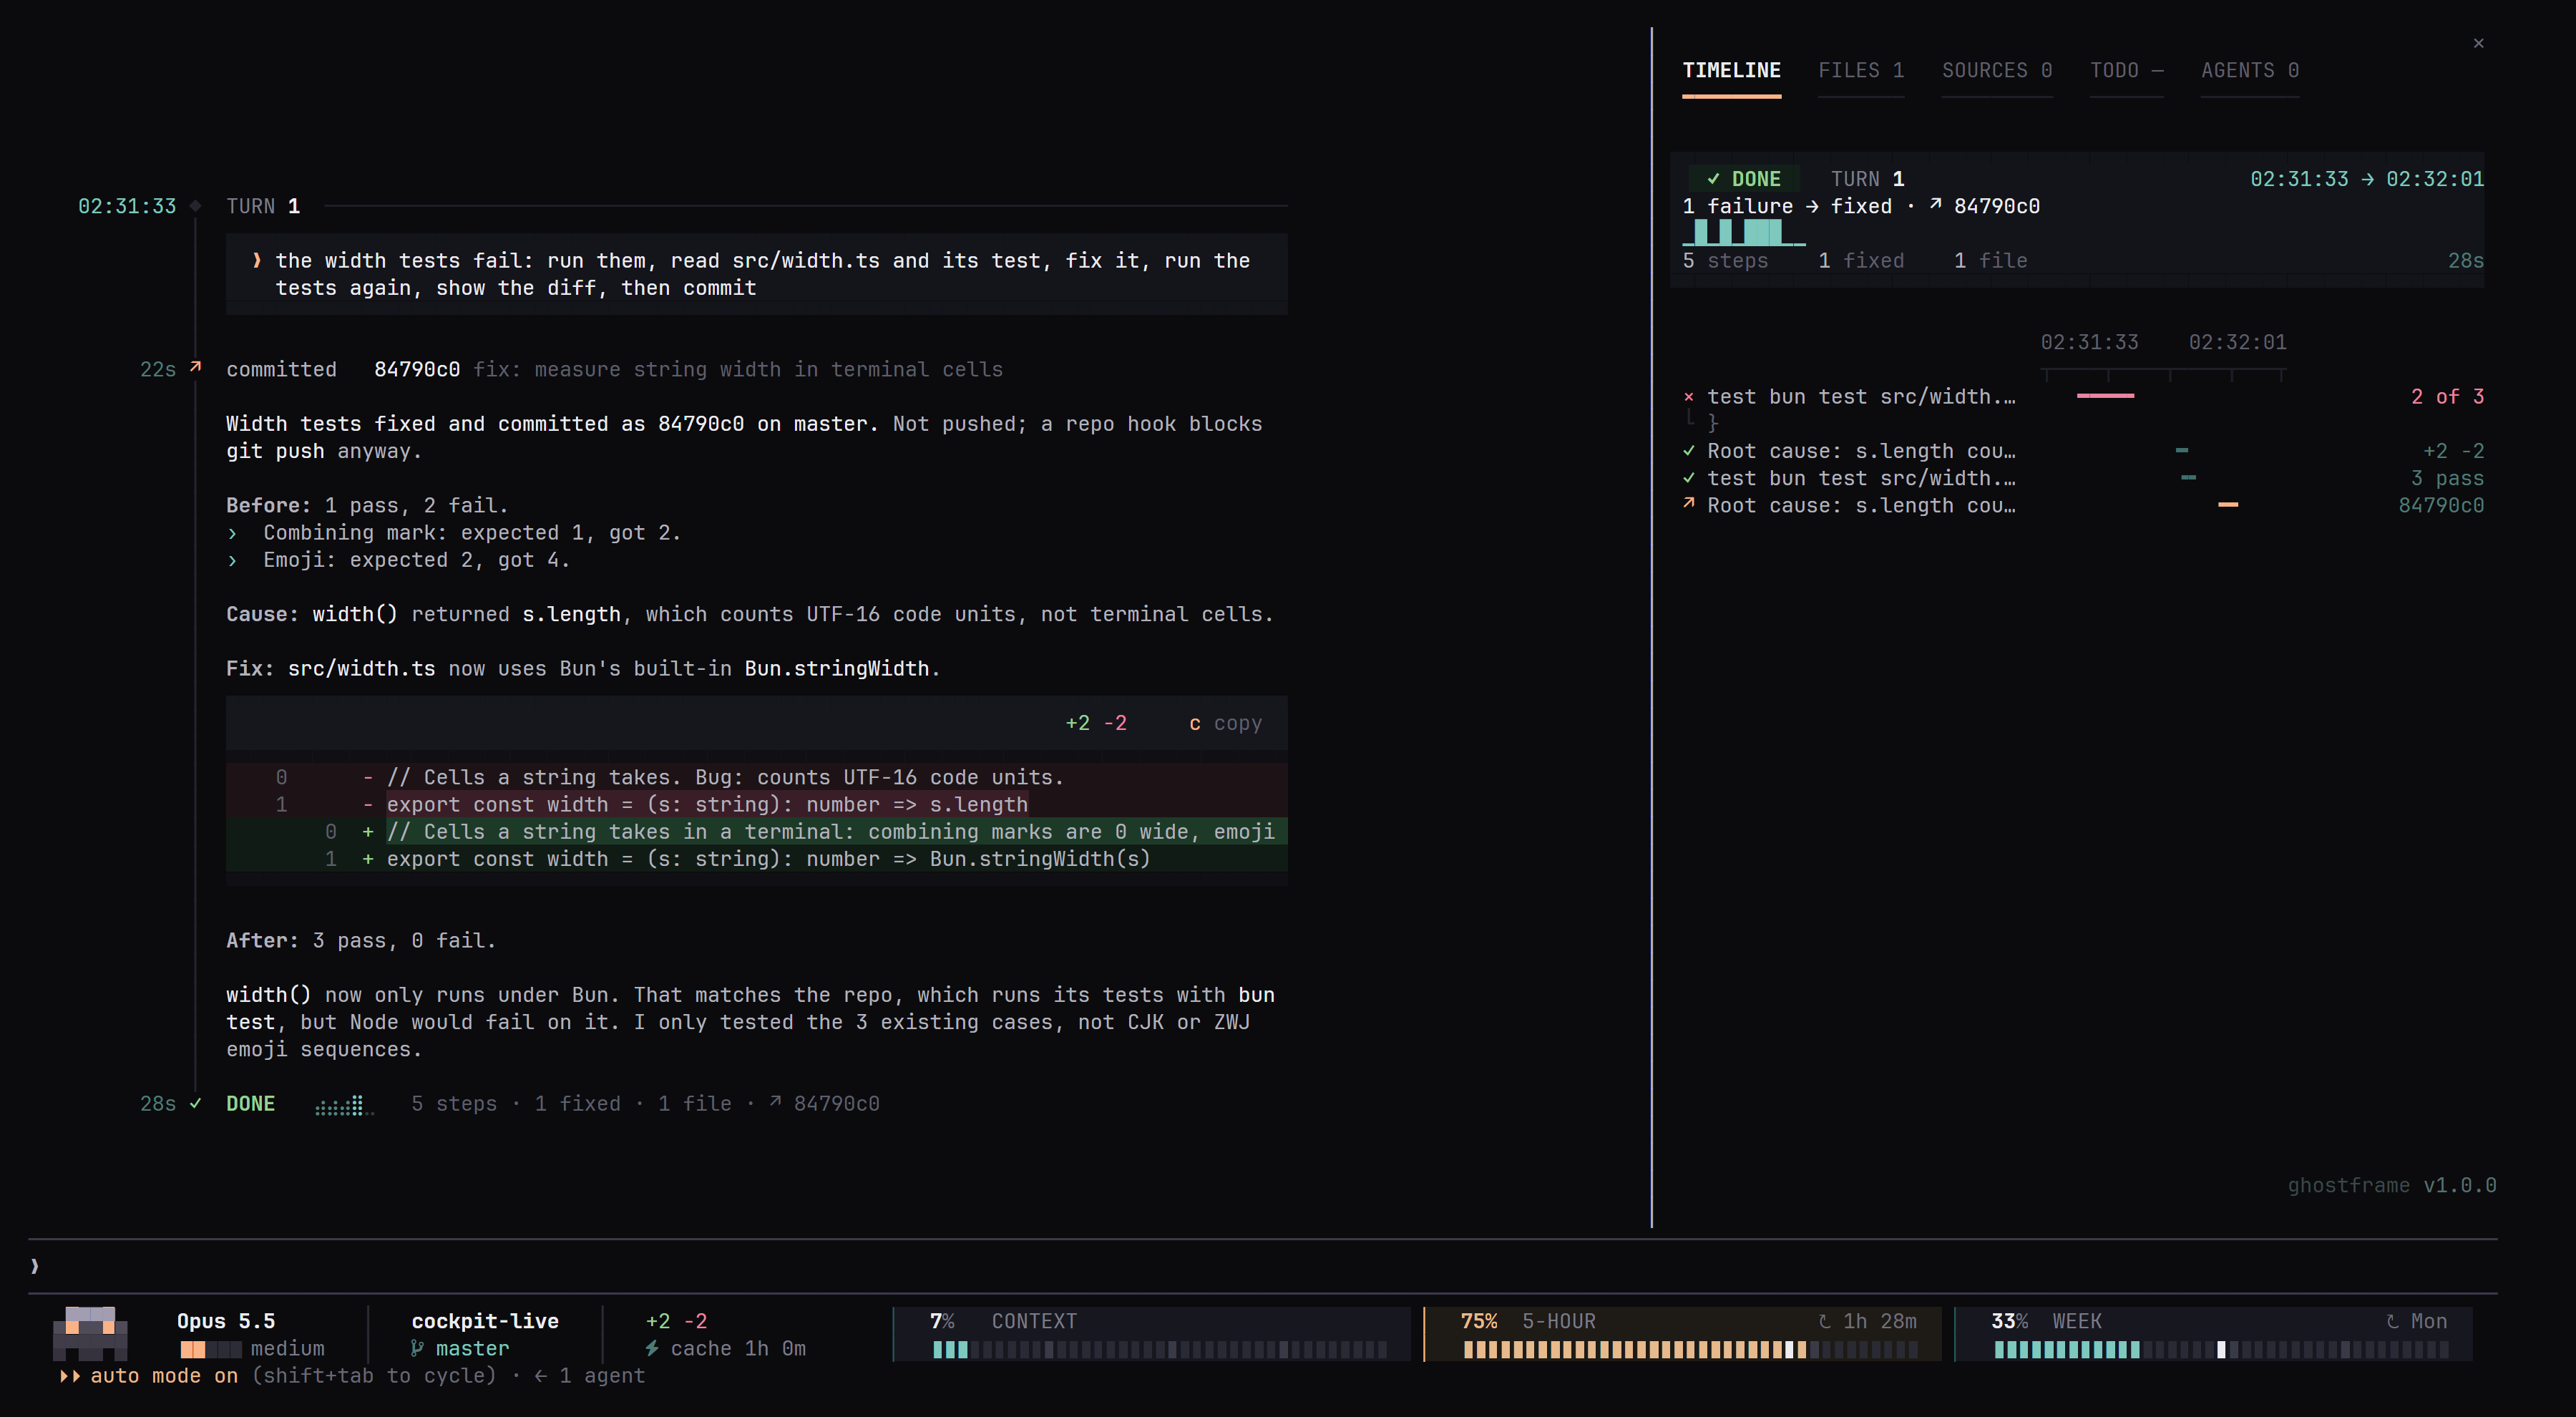 ×
TIMELINE FILES 1 SOURCES 0 TODO — AGENTS 0
02:31:33 ◆ TURN 1
❱ the width tests fail: run them, read src/width.ts and its test, fix it, run the
tests again, show the diff, then commit
22s ↗ committed 84790c0 fix: measure string width in terminal cells
Width tests fixed and committed as 84790c0 on master. Not pushed; a repo hook blocks
git push anyway.
Before: 1 pass, 2 fail.
› Combining mark: expected 1, got 2.
› Emoji: expected 2, got 4.
Cause: width() returned s.length, which counts UTF-16 code units, not terminal cells.
Fix: src/width.ts now uses Bun's built-in Bun.stringWidth.
+2 -2 c copy
0 - // Cells a string takes. Bug: counts UTF-16 code units.
1 - export const width = (s: string): number => s.length
0 + // Cells a string takes in a terminal: combining marks are 0 wide, emoji
1 + export const width = (s: string): number => Bun.stringWidth(s)
After: 3 pass, 0 fail.
width() now only runs under Bun. That matches the repo, which runs its tests with bun
test, but Node would fail on it. I only tested the 3 existing cases, not CJK or ZWJ
emoji sequences.
28s ✓ DONE 5 steps · 1 fixed · 1 file · ↗ 84790c0
✓ DONE TURN 1 02:31:33 → 02:32:01
1 failure → fixed · ↗ 84790c0
5 steps 1 fixed 1 file 28s
02:31:33 02:32:01
× test bun test src/width.… 2 of 3
└ }
✓ Root cause: s.length cou… +2 -2
✓ test bun test src/width.… 3 pass
↗ Root cause: s.length cou… 84790c0
ghostframe v1.0.0
❱
Opus 5.5 cockpit-live +2 -2 7% CONTEXT 75% 5-HOUR ↻ 1h 28m 33% WEEK ↻ Mon
medium master cache 1h 0m
auto mode on (shift+tab to cycle) · ← 1 agent